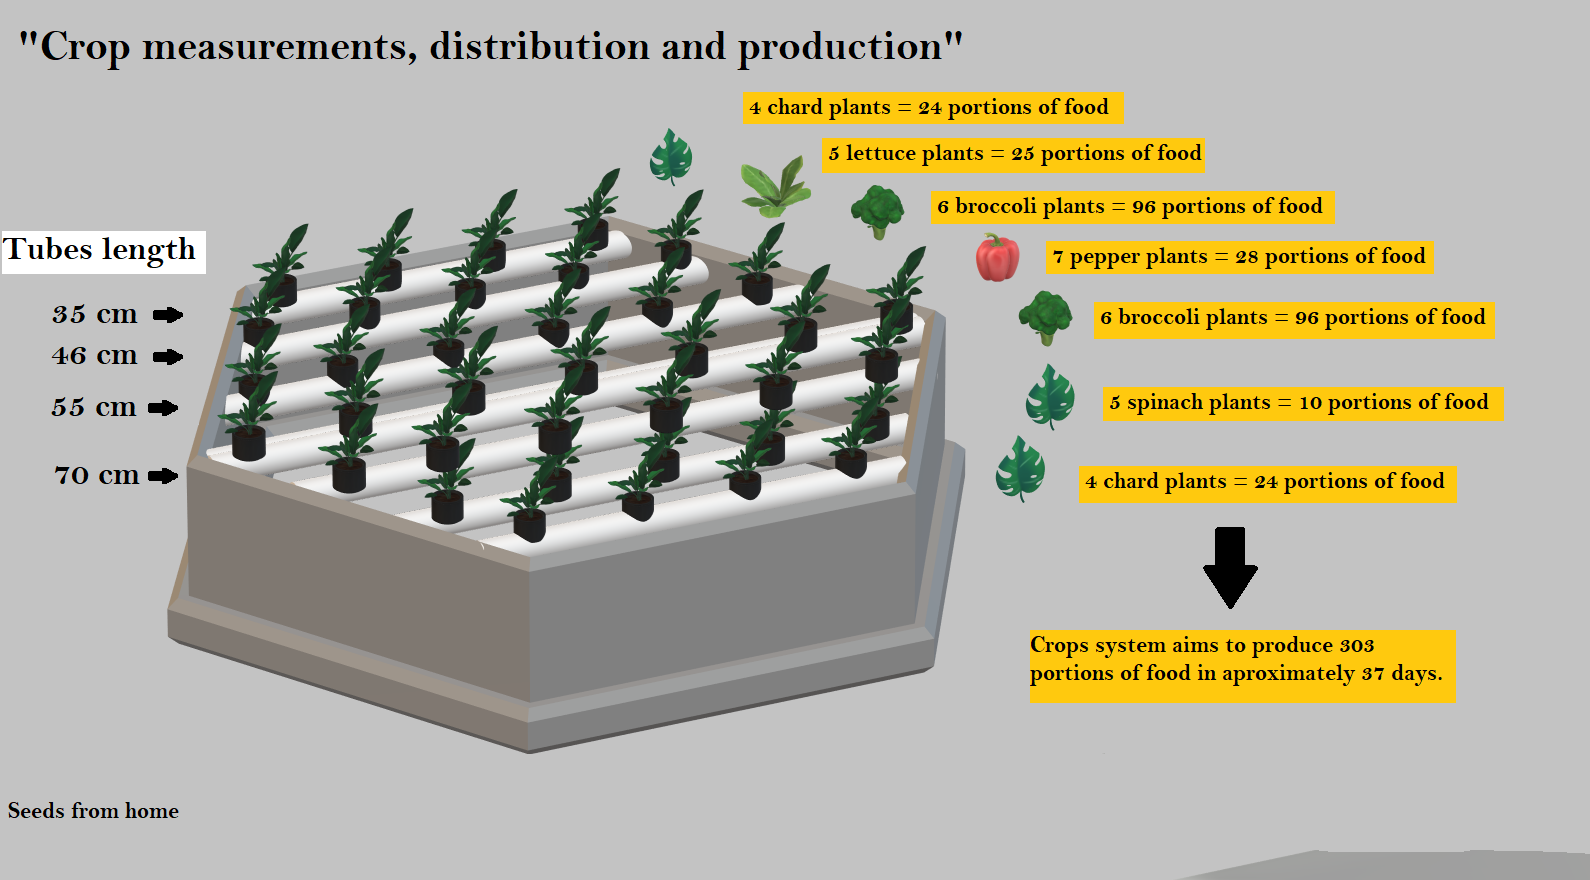 "Crop measurements, distribution and production"
4 chard plants = 24 portions of food
5 lettuce plants = 25 portions of food
6 broccoli plants = 96 portions of food
7 pepper plants = 28 portions of food
6 broccoli plants = 96 portions of food
5 spinach plants = 10 portions of food
4 chard plants = 24 portions of food
Tubes length
35 cm
46 cm
55 cm
70 cm
Crops system aims to produce 303
portions of food in aproximately 37 days.
Seeds from home